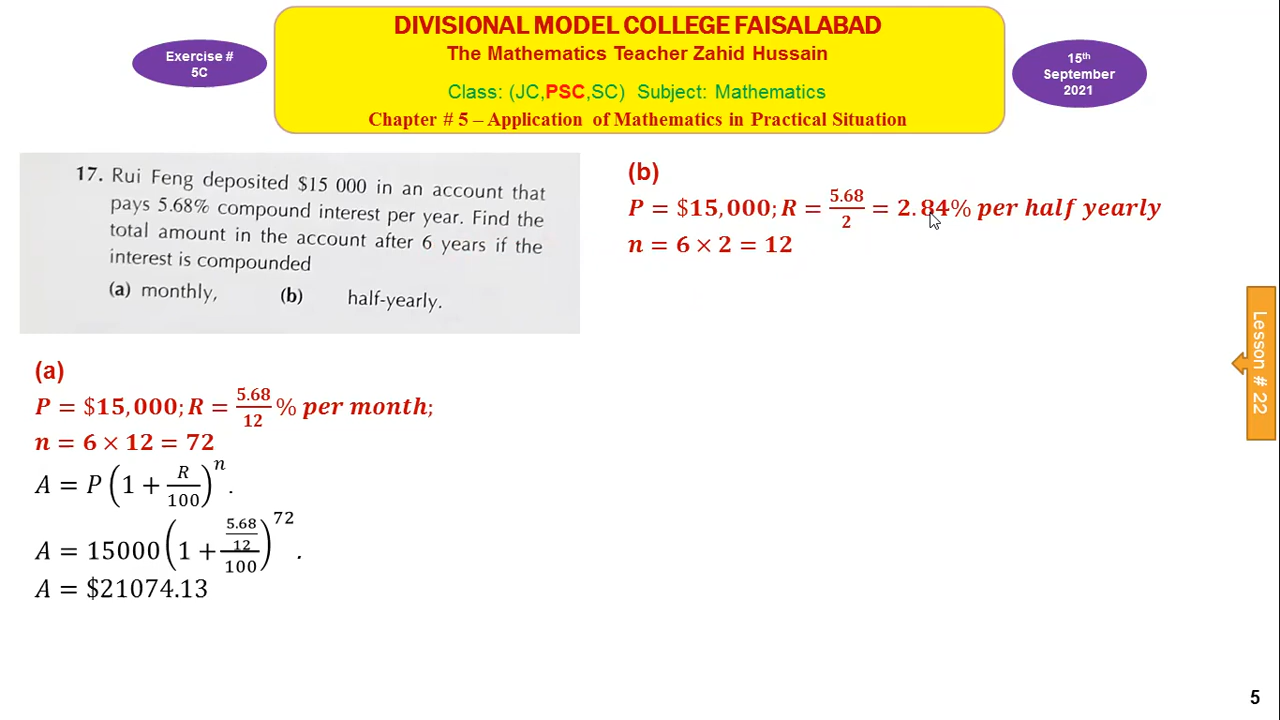 Exercise #
5C
DIVISIONAL MODEL COLLEGE FAISALABAD
The Mathematics Teacher Zahid Hussain
Class: (JC,PSC,SC) Subject: Mathematics
Chapter # 5 – Application of Mathematics in Practical Situation
15th
September
2021
17. Rui Feng deposited $15 000 in an account that
pays 5.68% compound interest per year. Find the
total amount in the account after 6 years if the
interest is compounded
(a) monthly, (b) half-yearly.
(a)
P = $15,000; R = 5.68/12 % per month;
n = 6 × 12 = 72
A = P(1 + R/100)^n.
A = 15000(1 + (5.68/12)/100)^72.
A = $21074.13
(b)
P = $15,000; R = 5.68/2 = 2.84% per half yearly
n = 6 × 2 = 12
Lesson # 22
5